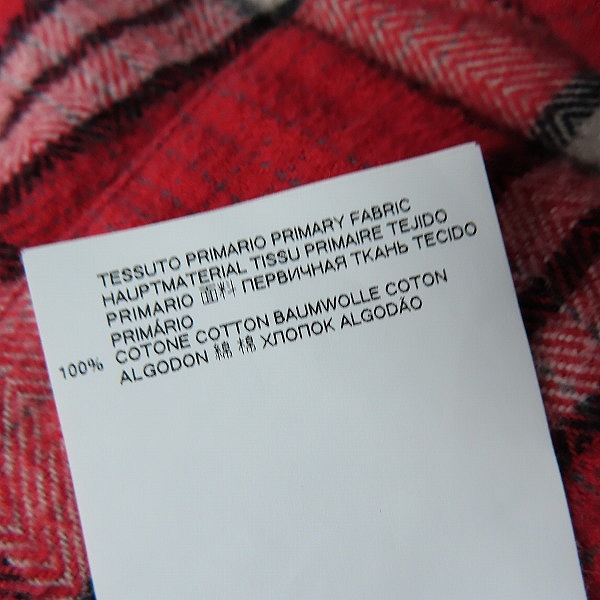 TESSUTO PRIMARIO PRIMARY FABRIC
HAUPTMATERIAL TISSU PRIMAIRE TEJIDO
PRIMARIO 面料 ПЕРВИЧНАЯ ТКАНЬ TECIDO
PRIMÁRIO
100% COTONE COTTON BAUMWOLLE COTON
ALGODON 綿 棉 ХЛОПОК ALGODÁO